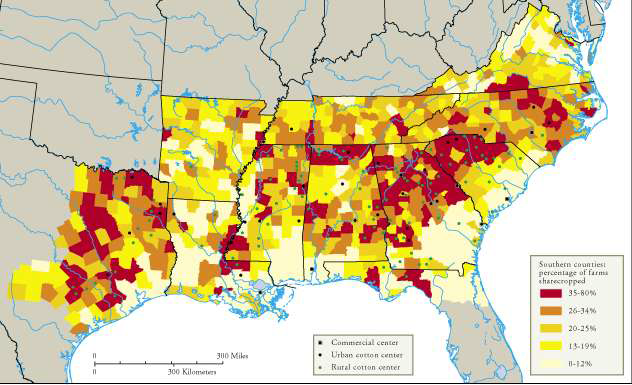 Southern counties:
percentage of farms
sharecropped
35-80%
26-34%
20-25%
13-19%
0-12%
Commercial center
Urban cotton center
Rural cotton center
0 300 Miles
0 300 Kilometers